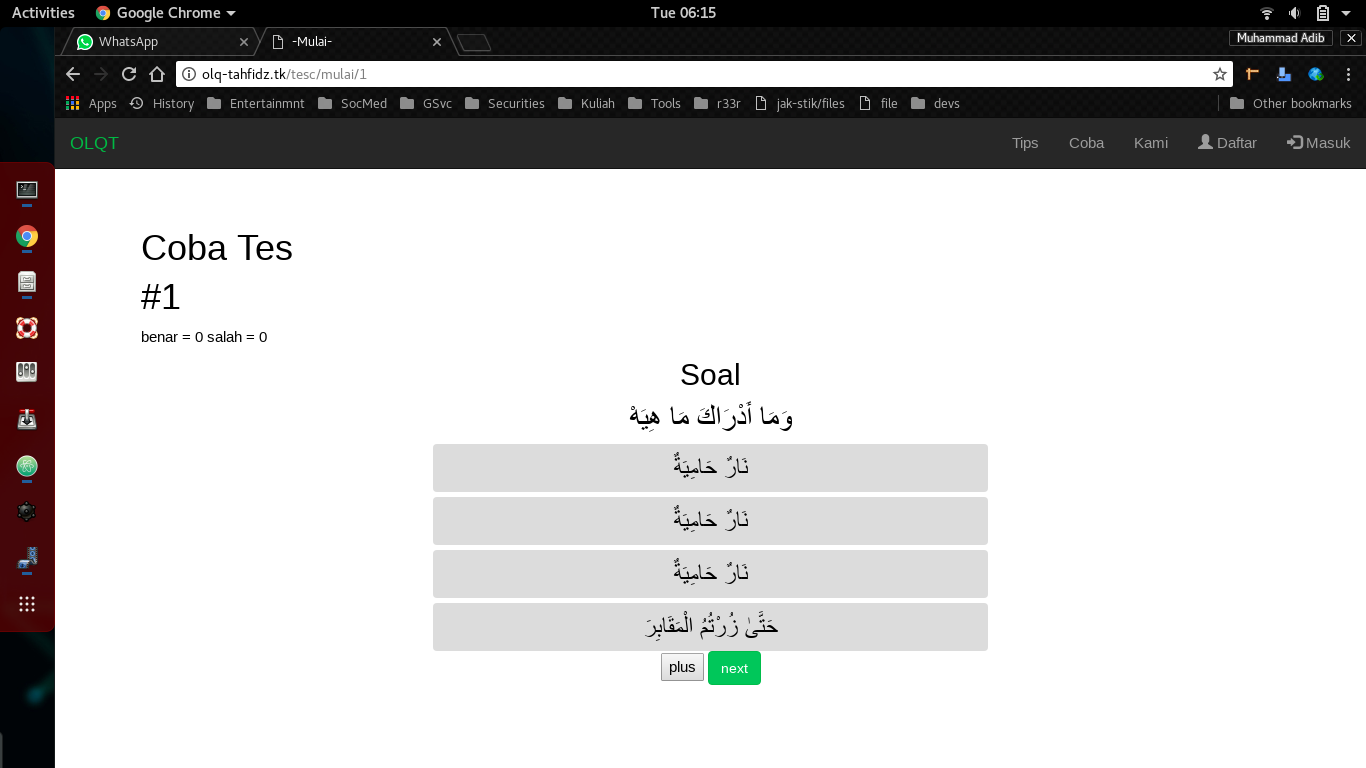 Activities Google Chrome Tue 06:15
WhatsApp -Mulai- Muhammad Adib
olq-tahfidz.tk/tesc/mulai/1
Apps History Entertainmnt SocMed GSvc Securities Kuliah Tools r33r jak-stik/files file devs Other bookmarks
OLQT Tips Coba Kami Daftar Masuk
Coba Tes
#1
benar = 0 salah = 0
Soal
وَمَا أَدْرَاكَ مَا هِيَهْ
نَارٌ حَامِيَةٌ
نَارٌ حَامِيَةٌ
نَارٌ حَامِيَةٌ
حَتَّىٰ زُرْتُمُ الْمَقَابِرَ
plus next